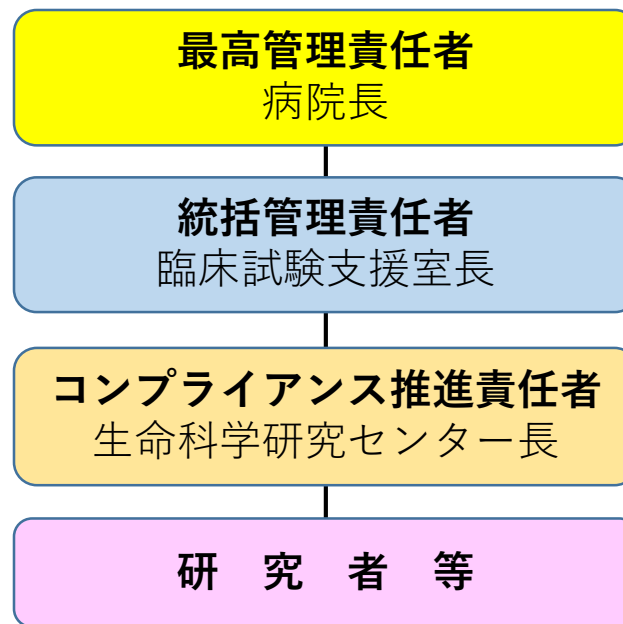 最高管理責任者
病院長
統括管理責任者
臨床試験支援室長
コンプライアンス推進責任者
生命科学研究センター長
研　究　者　等